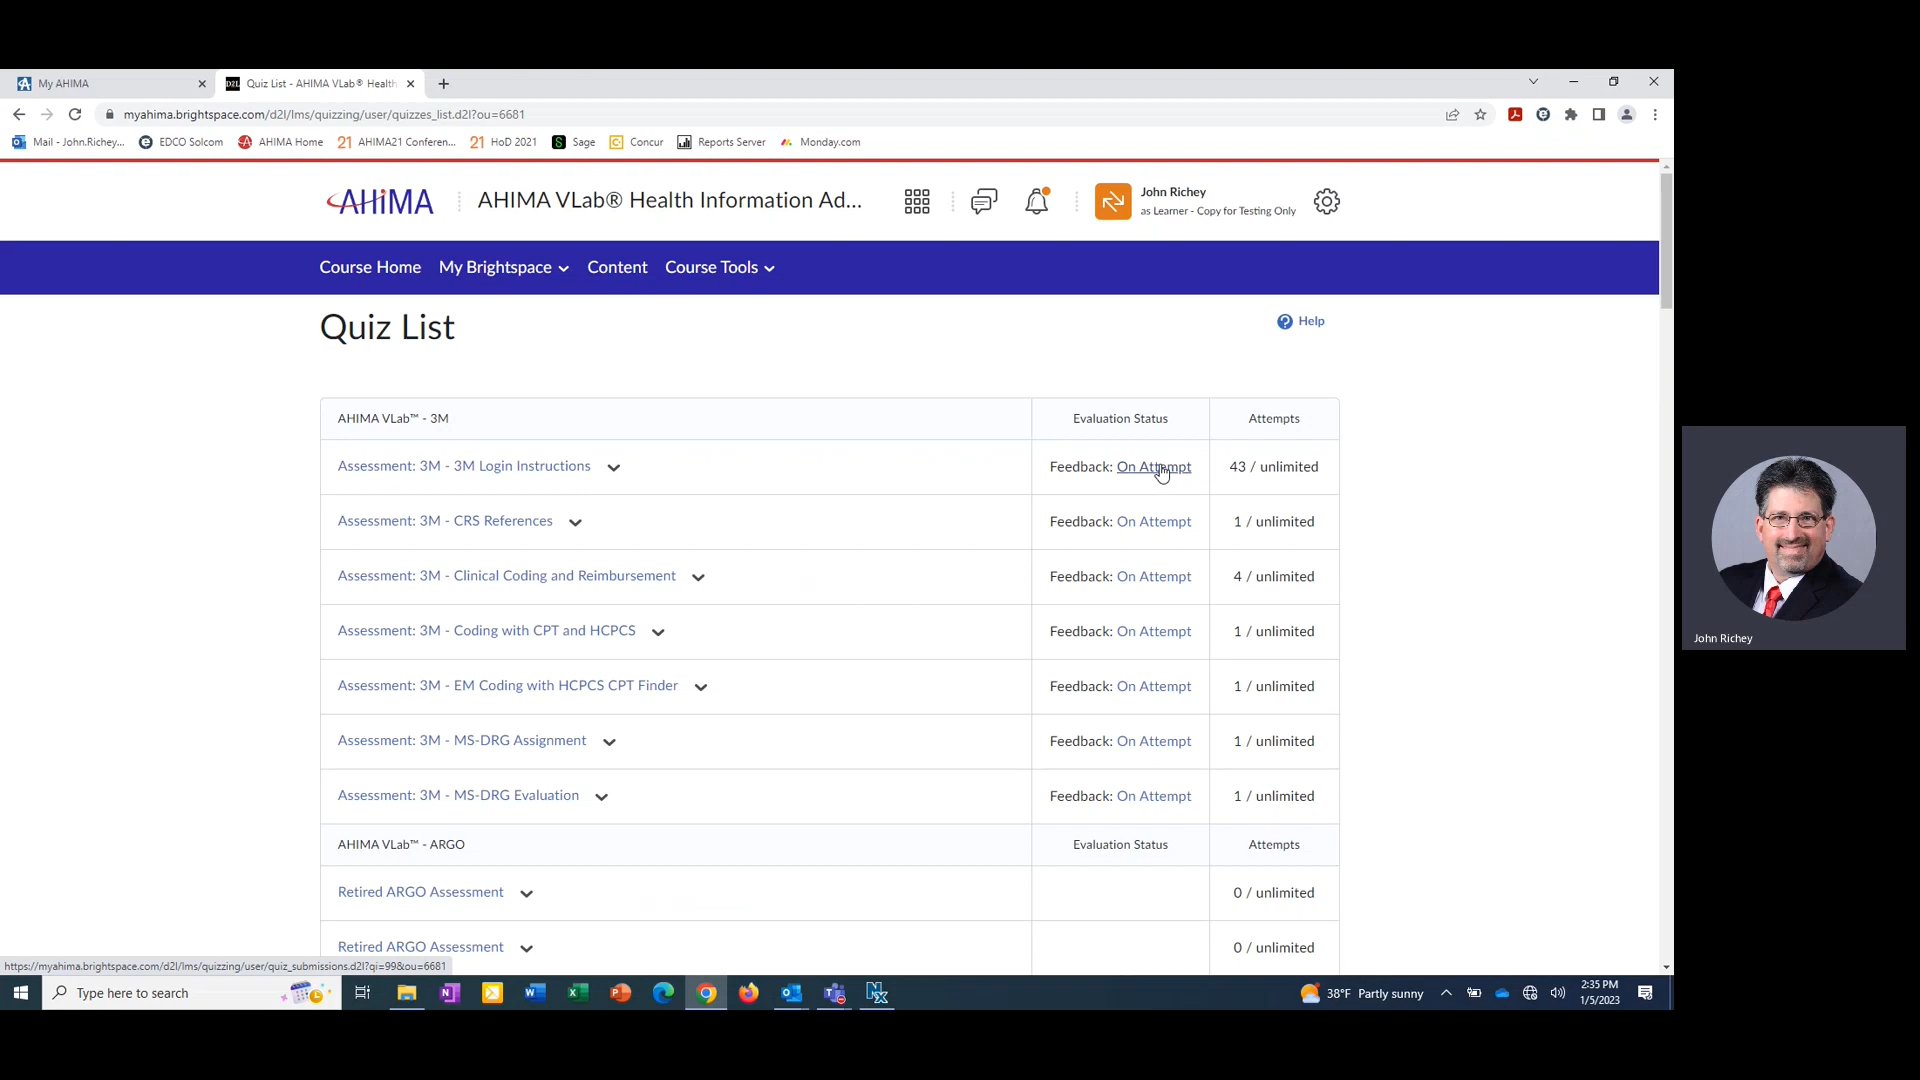 My AHIMA
D2L Quiz List - AHIMA VLab® Health
myahima.brightspace.com/d2l/lms/quizzing/user/quizzes_list.d2l?ou=6681
Mail - John.Richey... EDCO Solcom AHIMA Home 21 AHIMA21 Conferen... 21 HoD 2021 S Sage Concur Reports Server Monday.com
AHIMA AHIMA VLab® Health Information Ad... John Richey
as Learner - Copy for Testing Only
Course Home My Brightspace Content Course Tools
Quiz List
Help
AHIMA VLab™ - 3M Evaluation Status Attempts
Assessment: 3M - 3M Login Instructions Feedback: On Attempt 43 / unlimited
Assessment: 3M - CRS References Feedback: On Attempt 1 / unlimited
Assessment: 3M - Clinical Coding and Reimbursement Feedback: On Attempt 4 / unlimited
Assessment: 3M - Coding with CPT and HCPCS Feedback: On Attempt 1 / unlimited
Assessment: 3M - EM Coding with HCPCS CPT Finder Feedback: On Attempt 1 / unlimited
Assessment: 3M - MS-DRG Assignment Feedback: On Attempt 1 / unlimited
Assessment: 3M - MS-DRG Evaluation Feedback: On Attempt 1 / unlimited
AHIMA VLab™ - ARGO Evaluation Status Attempts
Retired ARGO Assessment 0 / unlimited
Retired ARGO Assessment 0 / unlimited
https://myahima.brightspace.com/d2l/lms/quizzing/user/quiz_submissions.d2l?qi=99&ou=6681
Type here to search 38°F Partly sunny 2:35 PM
1/5/2023
John Richey